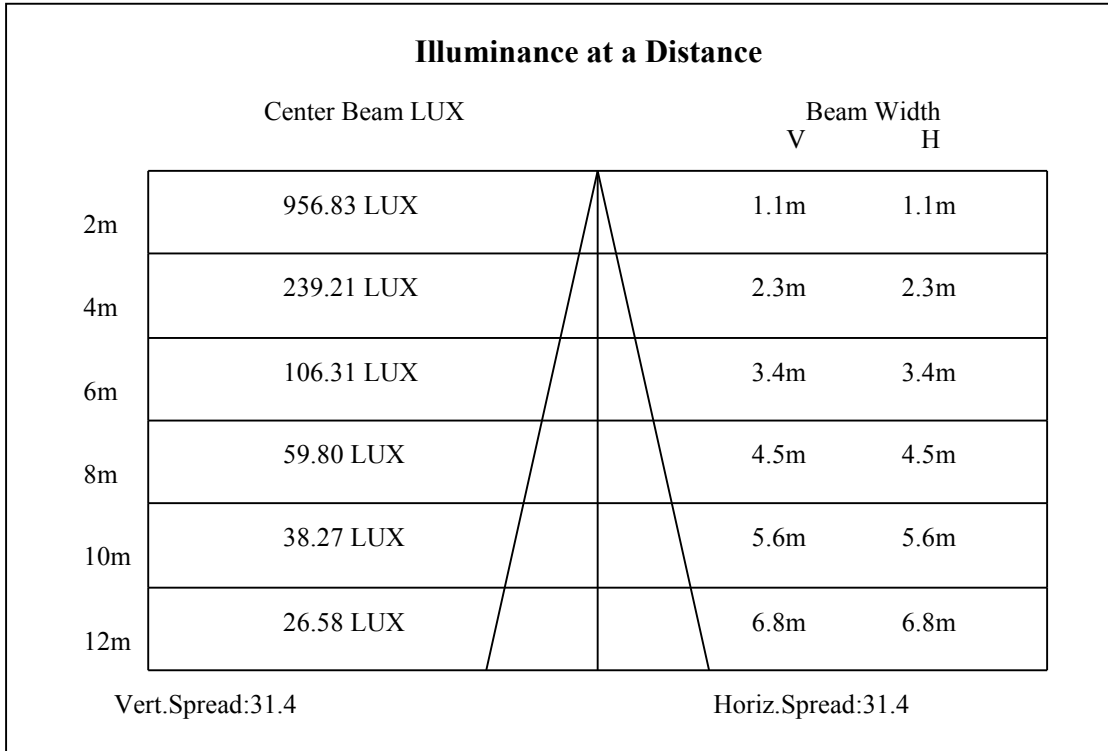 Illuminance at a Distance
Center Beam LUX Beam Width
V H
2m 956.83 LUX 1.1m 1.1m
4m 239.21 LUX 2.3m 2.3m
6m 106.31 LUX 3.4m 3.4m
8m 59.80 LUX 4.5m 4.5m
10m 38.27 LUX 5.6m 5.6m
12m 26.58 LUX 6.8m 6.8m
Vert.Spread:31.4 Horiz.Spread:31.4